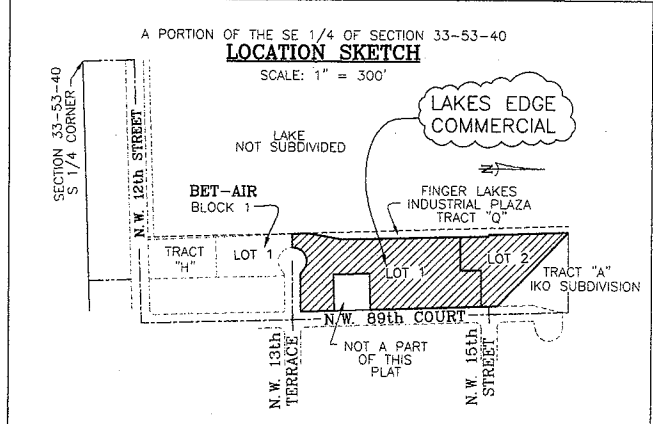 A PORTION OF THE SE 1/4 OF SECTION 33-53-40
LOCATION SKETCH
SCALE: 1" = 300'
SECTION 33-53-40
S 1/4 CORNER
N.W. 12th STREET
LAKE
NOT SUBDIVIDED
LAKES EDGE
COMMERCIAL
N
BET-AIR
BLOCK 1
FINGER LAKES
INDUSTRIAL PLAZA
TRACT "Q"
TRACT
"H"
LOT 1
LOT 1
LOT 2
TRACT "A"
IKO SUBDIVISION
N.W. 89th COURT
N.W. 13th
TERRACE
NOT A PART
OF THIS
PLAT
N.W. 15th
STREET